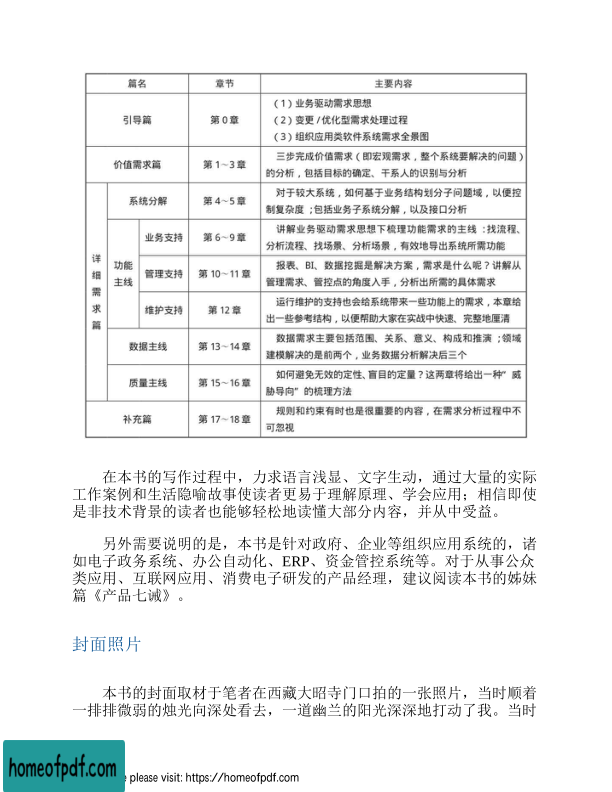 篇名 章节 主要内容
引导篇 第 0 章 （1）业务驱动需求思想
（2）变更 / 优化型需求处理过程
（3）组织应用类软件系统需求全景图
价值需求篇 第 1～3 章 三步完成价值需求（即宏观需求，整个系统要解决的问题）
的分析，包括目标的确定、干系人的识别与分析
详细需求篇 系统分解 第 4～5 章 对于较大系统，如何基于业务结构划分子问题域，以便控
制复杂度 ；包括业务子系统分解，以及接口分析
功能主线 业务支持 第 6～9 章 讲解业务驱动需求思想下梳理功能需求的主线 ：找流程、
分析流程、找场景、分析场景，有效地导出系统所需功能
管理支持 第 10～11 章 报表、BI、数据挖掘是解决方案，需求是什么呢？讲解从
管理需求、管控点的角度入手，分析出所需的具体需求
维护支持 第 12 章 运行维护的支持也会给系统带来一些功能上的需求，本章给
出一些参考结构，以便帮助大家在实战中快速、完整地厘清
数据主线 第 13～14 章 数据需求主要包括范围、关系、意义、构成和推演 ；领域
建模解决的是前两个，业务数据分析解决后三个
质量主线 第 15～16 章 如何避免无效的定性、盲目的定量？这两章将给出一种“威
胁导向”的梳理方法
补充篇 第 17～18 章 规则和约束有时也是很重要的内容，在需求分析过程中不
可忽视
在本书的写作过程中，力求语言浅显、文字生动，通过大量的实际
工作案例和生活隐喻故事使读者更易于理解原理、学会应用；相信即使
是非技术背景的读者也能够轻松地读懂大部分内容，并从中受益。
另外需要说明的是，本书是针对政府、企业等组织应用系统的，诸
如电子政务系统、办公自动化、ERP、资金管控系统等。对于从事公众
类应用、互联网应用、消费电子研发的产品经理，建议阅读本书的姊妹
篇《产品七诫》。
封面照片
本书的封面取材于笔者在西藏大昭寺门口拍的一张照片，当时顺着
一排排微弱的烛光向深处看去，一道幽兰的阳光深深地打动了我。当时
homeofpdf.com
e please visit: https://homeofpdf.com